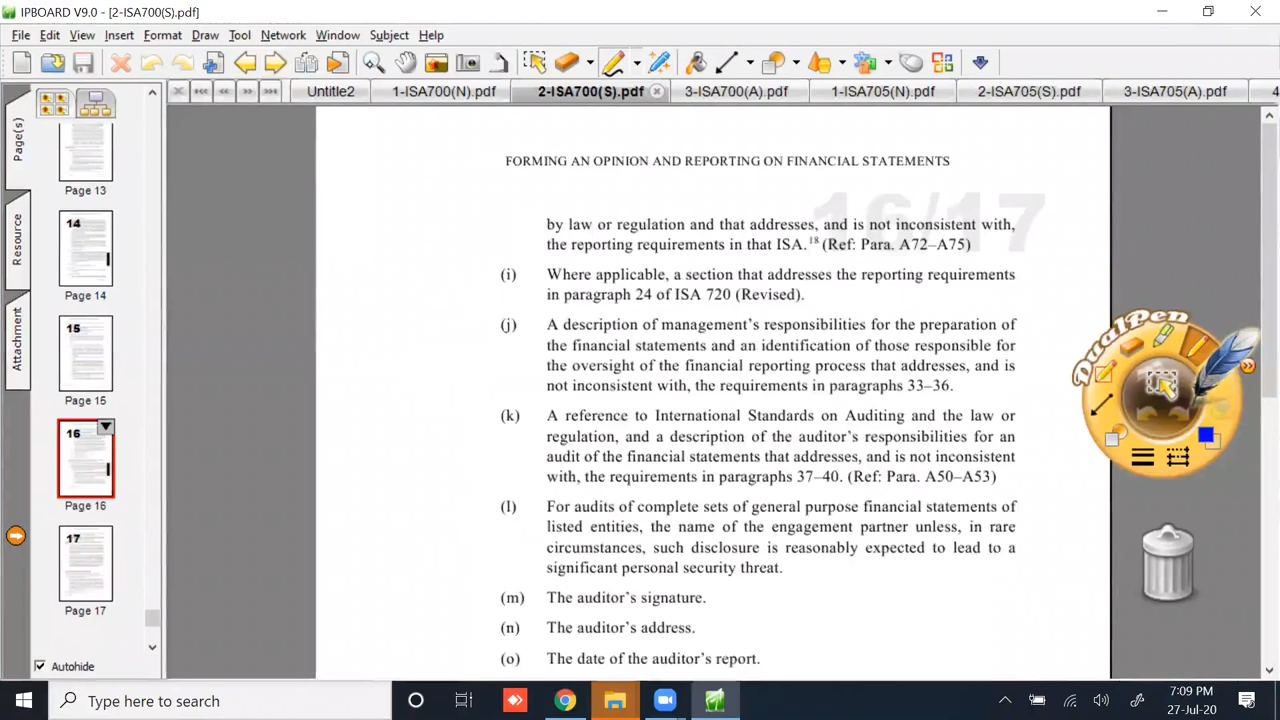 IPBOARD V9.0 - [2-ISA700(S).pdf]
File Edit View Insert Format Draw Tool Network Window Subject Help
Untitle2 1-ISA700(N).pdf 2-ISA700(S).pdf 3-ISA700(A).pdf 1-ISA705(N).pdf 2-ISA705(S).pdf 3-ISA705(A).pdf 4
Page(s)
Resource
Attachment
Page 13
14
Page 14
15
Page 15
16
Page 16
17
Page 17
Autohide
FORMING AN OPINION AND REPORTING ON FINANCIAL STATEMENTS
16/17
by law or regulation and that addresses, and is not inconsistent with,
the reporting requirements in that ISA.18 (Ref: Para. A72–A75)
(i) Where applicable, a section that addresses the reporting requirements
in paragraph 24 of ISA 720 (Revised).
(j) A description of management's responsibilities for the preparation of
the financial statements and an identification of those responsible for
the oversight of the financial reporting process that addresses, and is
not inconsistent with, the requirements in paragraphs 33–36.
(k) A reference to International Standards on Auditing and the law or
regulation, and a description of the auditor's responsibilities for an
audit of the financial statements that addresses, and is not inconsistent
with, the requirements in paragraphs 37–40. (Ref: Para. A50–A53)
(l) For audits of complete sets of general purpose financial statements of
listed entities, the name of the engagement partner unless, in rare
circumstances, such disclosure is reasonably expected to lead to a
significant personal security threat.
(m) The auditor's signature.
(n) The auditor's address.
(o) The date of the auditor's report.
DualPen
Type here to search
7:09 PM
27-Jul-20